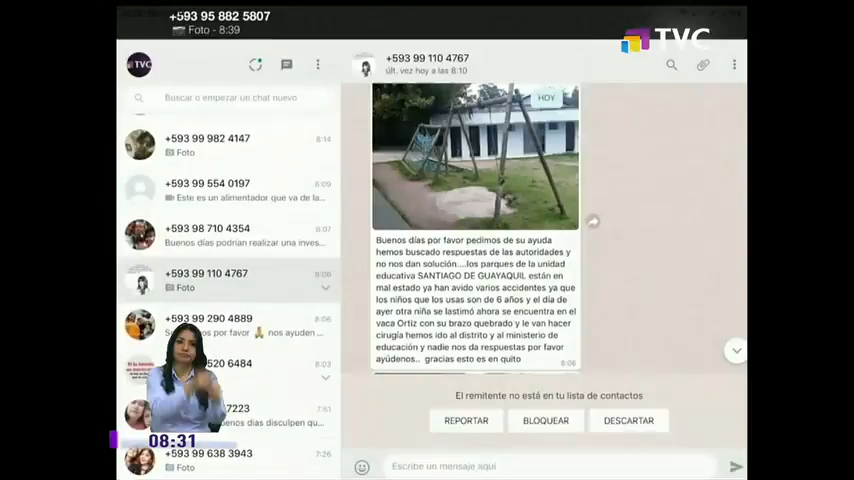 +593 95 882 5807
Foto - 8:39
TVC
TVC
+593 99 110 4767
últ. vez hoy a las 8:10
Buscar o empezar un chat nuevo
+593 99 982 4147
8:14
Foto
+593 99 554 0197
8:09
Este es un alimentador que va de la...
+593 98 710 4354
8:07
Buenos días podrían realizar una inves...
+593 99 110 4767
8:06
Foto
+593 99 290 4889
8:06
por favor 🙏 nos ayuden ...
520 6484
8:03
7223
7:51
buenos dias disculpen qu...
+593 99 638 3943
7:26
Foto
HOY
Buenos días por favor pedimos de su ayuda
hemos buscado respuestas de las autoridades y
no nos dan solución....los parques de la unidad
educativa SANTIAGO DE GUAYAQUIL están en
mal estado ya han avido varios accidentes ya que
los niños que los usas son de 6 años y el día de
ayer otra niña se lastimó ahora se encuentra en el
vaca Ortiz con su brazo quebrado y le van hacer
cirugía hemos ido al distrito y al ministerio de
educación y nadie nos da respuestas por favor
ayúdenos.. gracias esto es en quito
8:06
El remitente no está en tu lista de contactos
REPORTAR
BLOQUEAR
DESCARTAR
Escribe un mensaje aquí
08:31